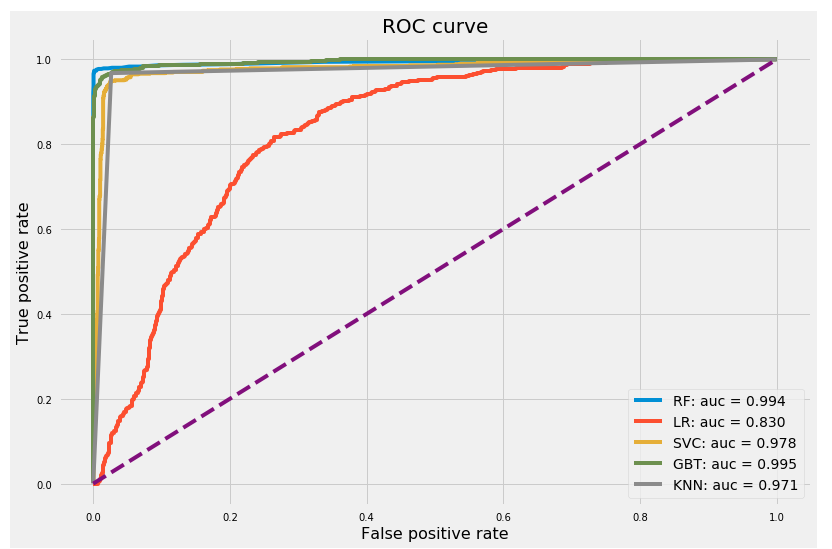 ROC curve
True positive rate
1.0
0.8
0.6
0.4
0.2
0.0
RF: auc = 0.994
LR: auc = 0.830
SVC: auc = 0.978
GBT: auc = 0.995
KNN: auc = 0.971
0.0 0.2 0.4 0.6 0.8 1.0
False positive rate